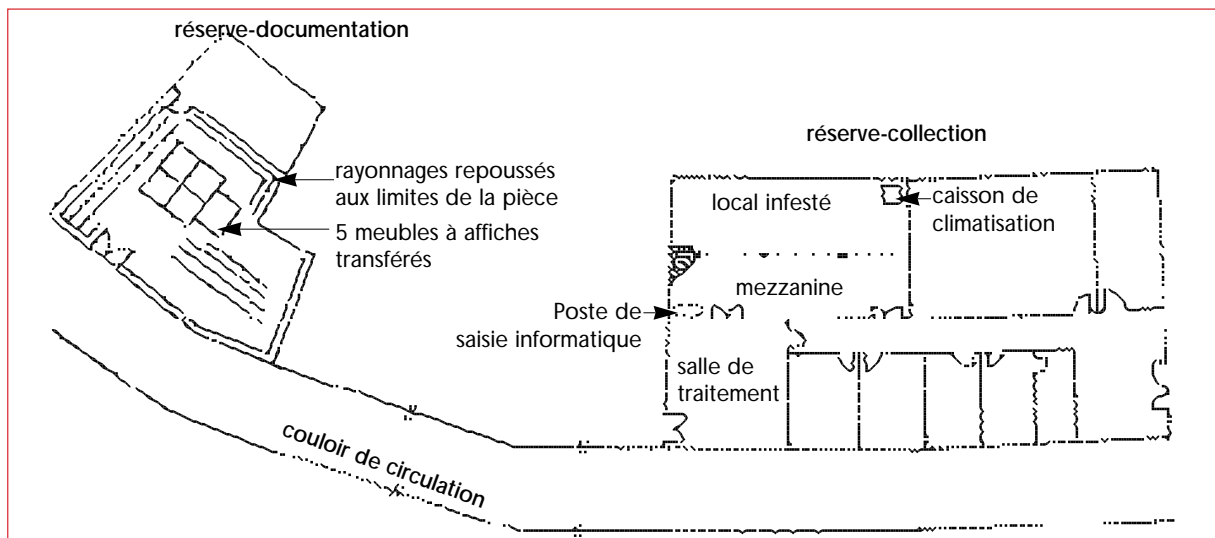 réserve-documentation
rayonnages repoussés
aux limites de la pièce
5 meubles à affiches
transférés
réserve-collection
local infesté
caisson de
climatisation
mezzanine
Poste de
saisie informatique
salle de
traitement
couloir de circulation